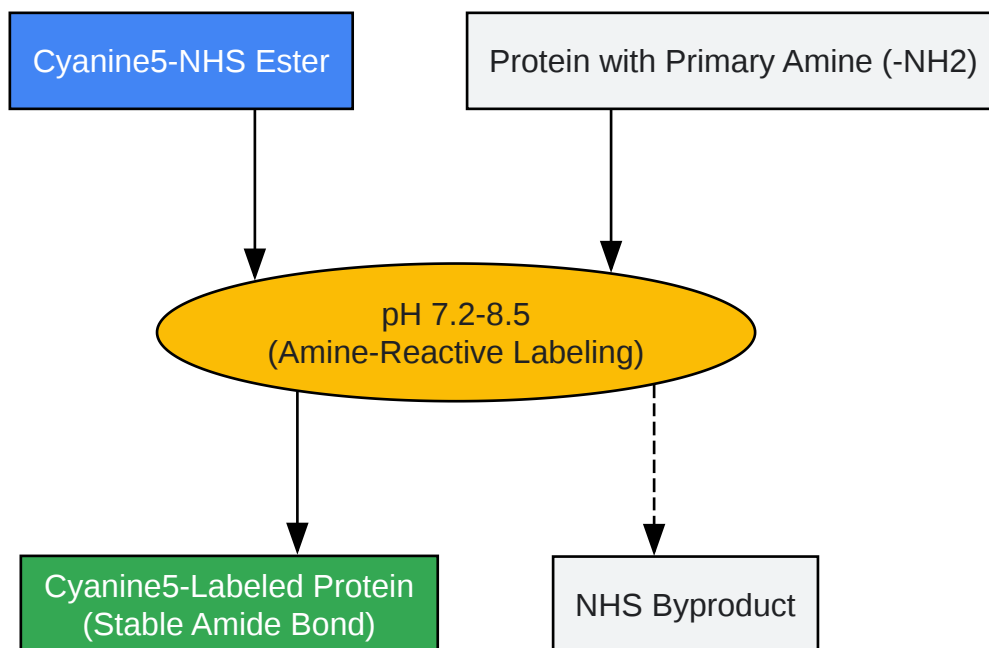 Cyanine5-NHS Ester
Protein with Primary Amine (-NH2)
pH 7.2-8.5
(Amine-Reactive Labeling)
Cyanine5-Labeled Protein
(Stable Amide Bond)
NHS Byproduct